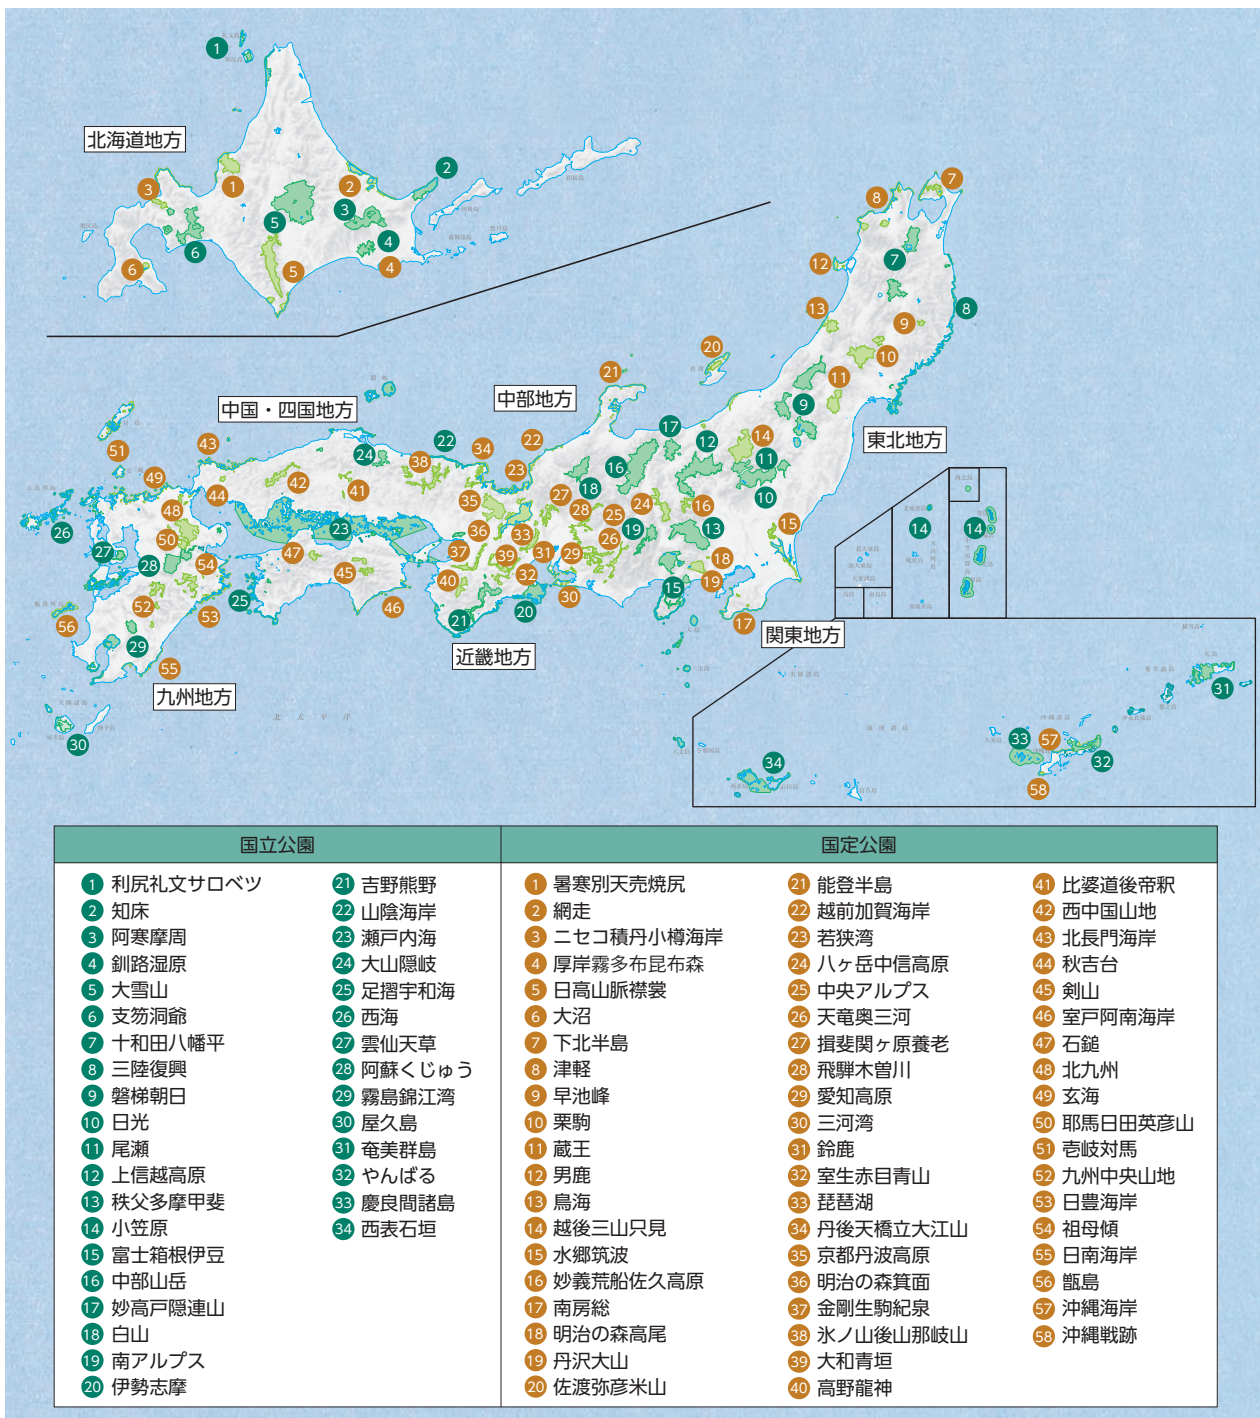 北海道地方
中国・四国地方
中部地方
東北地方
近畿地方
関東地方
九州地方
北太平洋
国立公園
1 利尻礼文サロベツ
2 知床
3 阿寒摩周
4 釧路湿原
5 大雪山
6 支笏洞爺
7 十和田八幡平
8 三陸復興
9 磐梯朝日
10 日光
11 尾瀬
12 上信越高原
13 秩父多摩甲斐
14 小笠原
15 富士箱根伊豆
16 中部山岳
17 妙高戸隠連山
18 白山
19 南アルプス
20 伊勢志摩
21 吉野熊野
22 山陰海岸
23 瀬戸内海
24 大山隠岐
25 足摺宇和海
26 西海
27 雲仙天草
28 阿蘇くじゅう
29 霧島錦江湾
30 屋久島
31 奄美群島
32 やんばる
33 慶良間諸島
34 西表石垣
国定公園
1 暑寒別天売焼尻
2 網走
3 ニセコ積丹小樽海岸
4 厚岸霧多布昆布森
5 日高山脈襟裳
6 大沼
7 下北半島
8 津軽
9 早池峰
10 栗駒
11 蔵王
12 男鹿
13 鳥海
14 越後三山只見
15 水郷筑波
16 妙義荒船佐久高原
17 南房総
18 明治の森高尾
19 丹沢大山
20 佐渡弥彦米山
21 能登半島
22 越前加賀海岸
23 若狭湾
24 八ヶ岳中信高原
25 中央アルプス
26 天竜奥三河
27 揖斐関ヶ原養老
28 飛騨木曽川
29 愛知高原
30 三河湾
31 鈴鹿
32 室生赤目青山
33 琵琶湖
34 丹後天橋立大江山
35 京都丹波高原
36 明治の森箕面
37 金剛生駒紀泉
38 氷ノ山後山那岐山
39 大和青垣
40 高野龍神
41 比婆道後帝釈
42 西中国山地
43 北長門海岸
44 秋吉台
45 剣山
46 室戸阿南海岸
47 石鎚
48 北九州
49 玄海
50 耶馬日田英彦山
51 壱岐対馬
52 九州中央山地
53 日豊海岸
54 祖母傾
55 日南海岸
56 甑島
57 沖縄海岸
58 沖縄戦跡